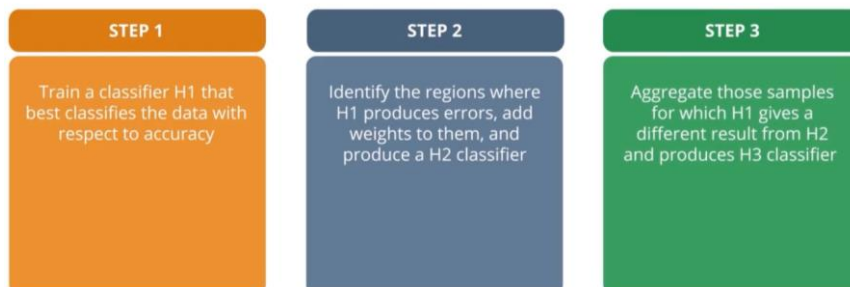 STEP 1
Train a classifier H1 that
best classifies the data with
respect to accuracy
STEP 2
Identify the regions where
H1 produces errors, add
weights to them, and
produce a H2 classifier
STEP 3
Aggregate those samples
for which H1 gives a
different result from H2
and produces H3 classifier